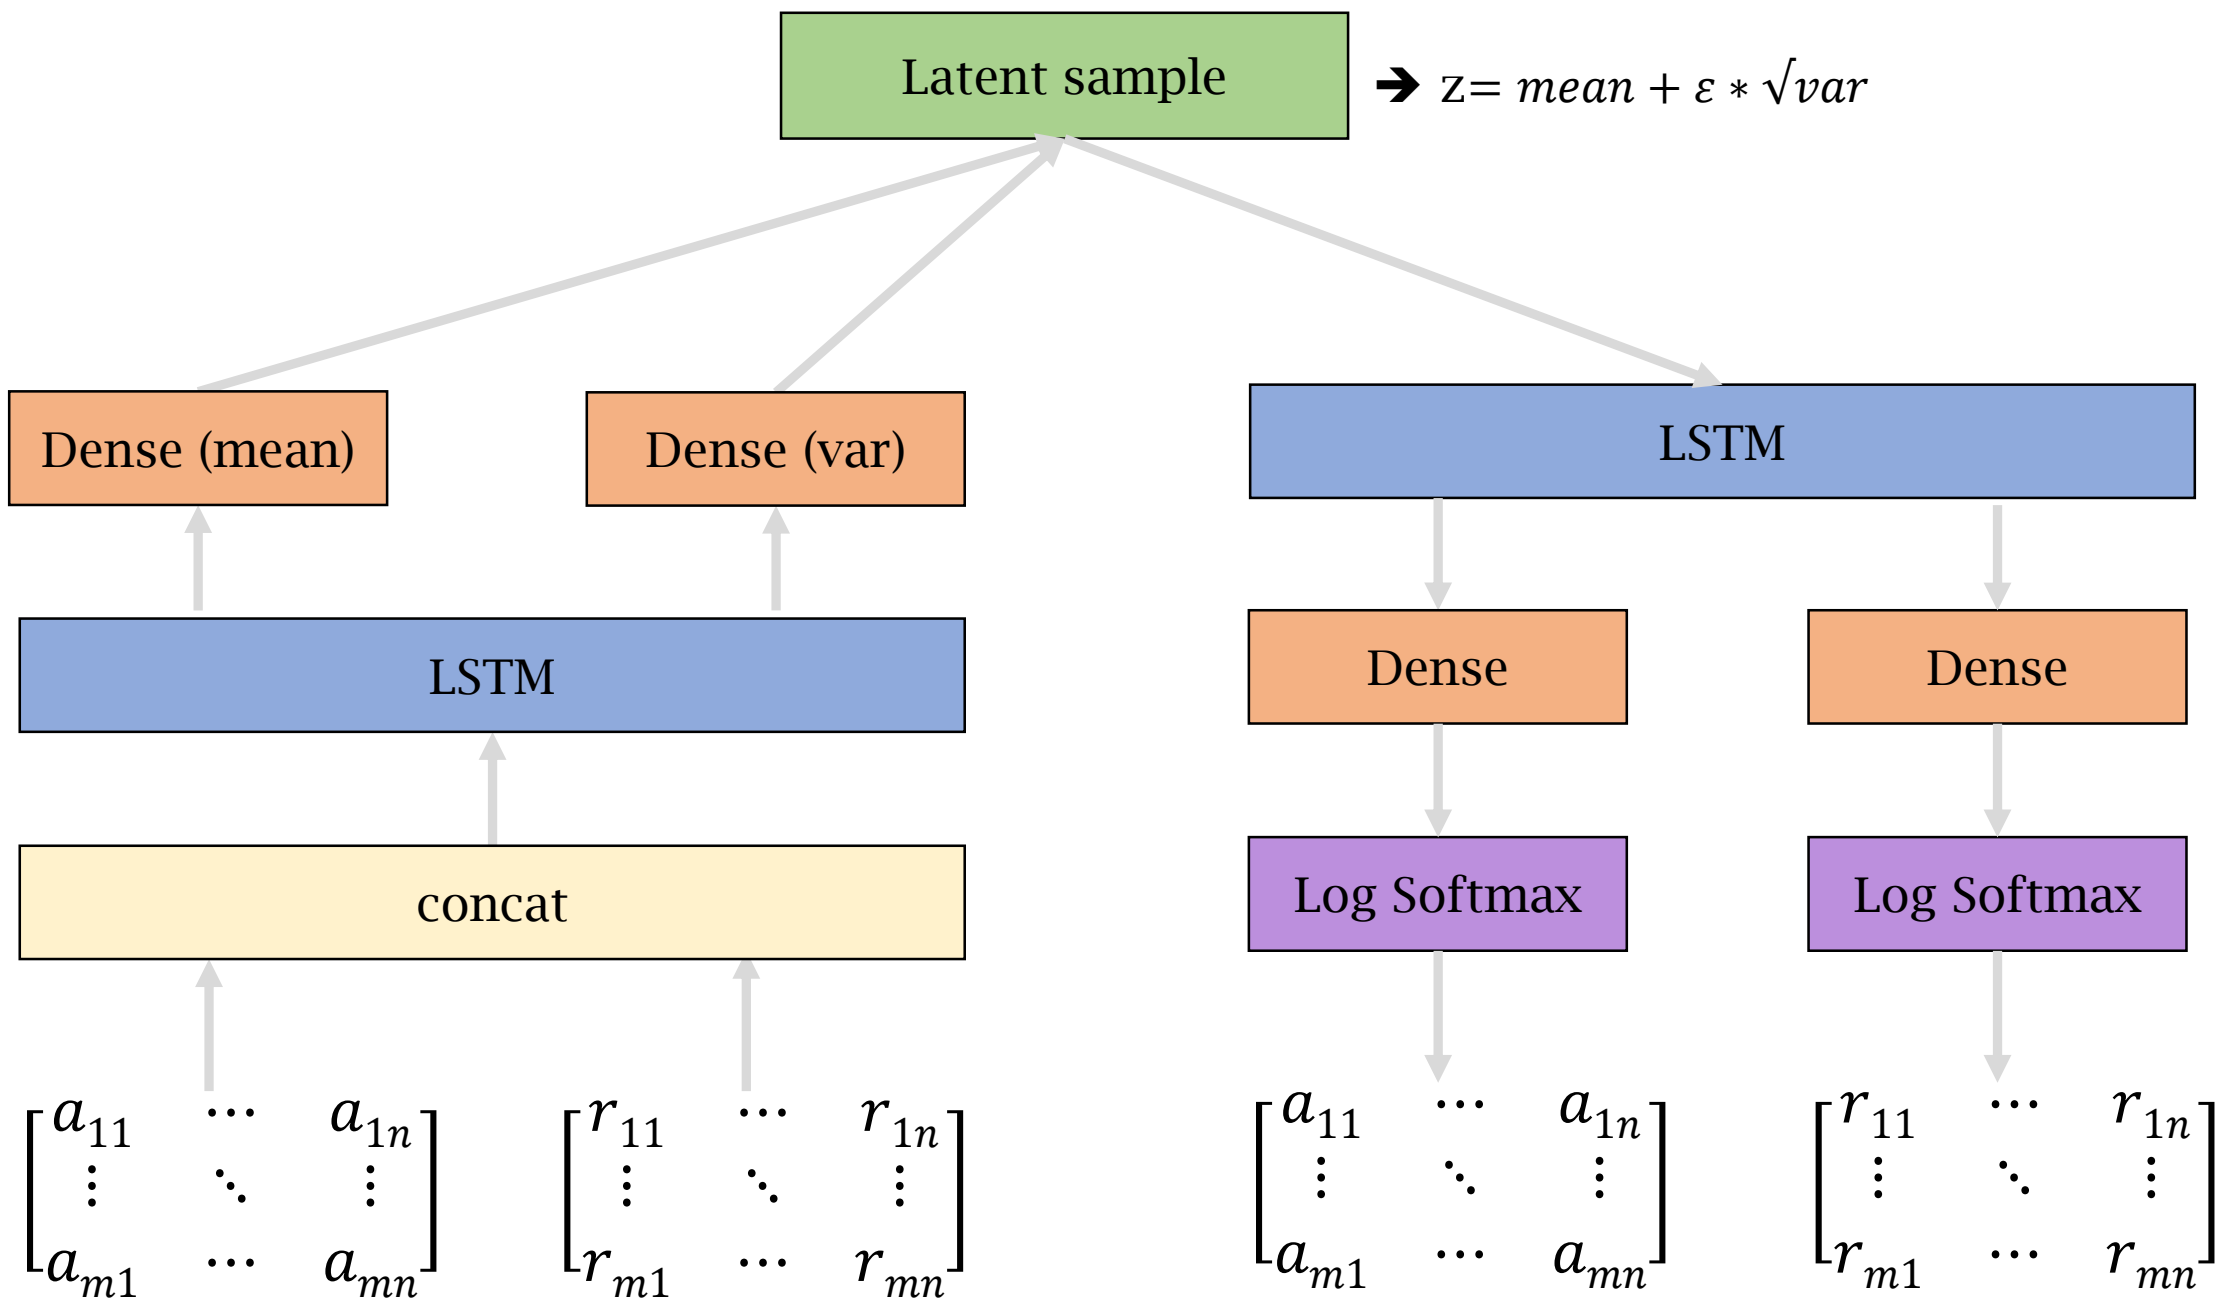 Latent sample
➔ z= mean + ε ∗ √var
Dense (mean)
Dense (var)
LSTM
LSTM
Dense
Dense
concat
Log Softmax
Log Softmax
a₁₁ ⋯ a₁ₙ
⋮ ⋱ ⋮
aₘ₁ ⋯ aₘₙ
r₁₁ ⋯ r₁ₙ
⋮ ⋱ ⋮
rₘ₁ ⋯ rₘₙ
a₁₁ ⋯ a₁ₙ
⋮ ⋱ ⋮
aₘ₁ ⋯ aₘₙ
r₁₁ ⋯ r₁ₙ
⋮ ⋱ ⋮
rₘ₁ ⋯ rₘₙ